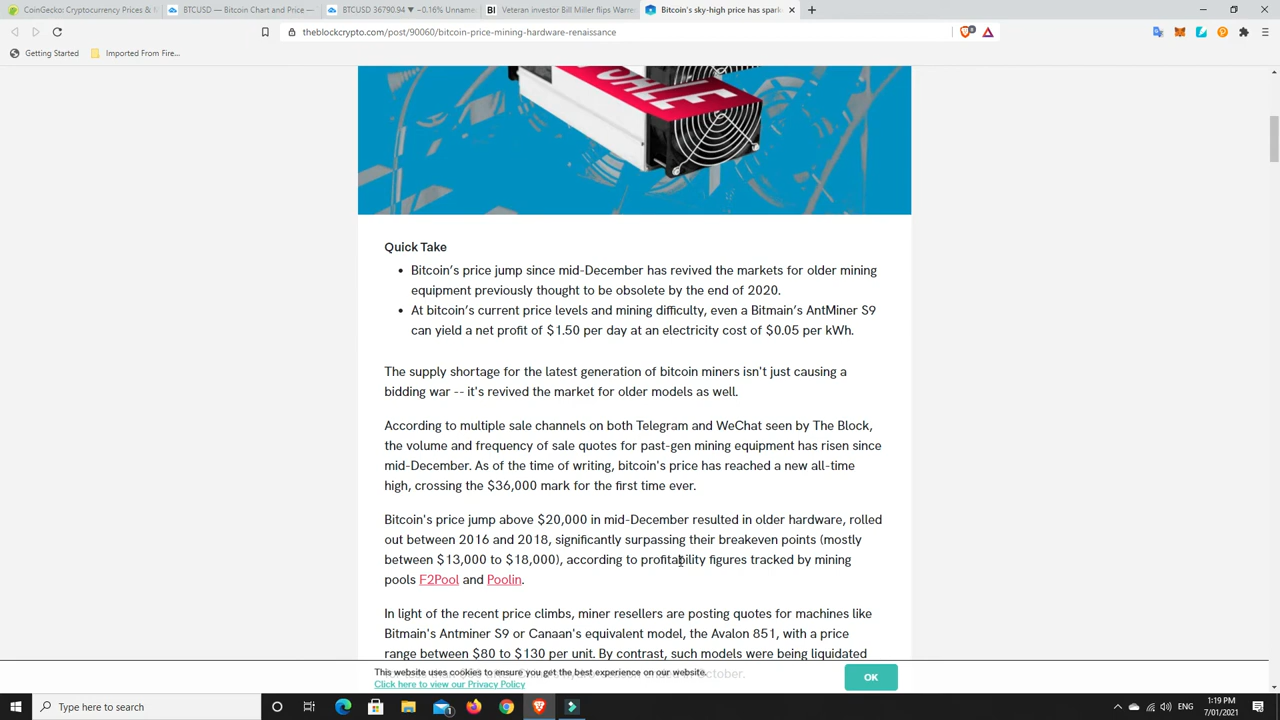 CoinGecko: Cryptocurrency Prices &
BTCUSD — Bitcoin Chart and Price —
BTCUSD 36790.94 ▼ −0.16% Unname
Veteran investor Bill Miller flips Warre
Bitcoin's sky-high price has spark
theblockcrypto.com/post/90060/bitcoin-price-mining-hardware-renaissance
Getting Started
Imported From Fire...
OHLE
Quick Take
• Bitcoin's price jump since mid-December has revived the markets for older mining
equipment previously thought to be obsolete by the end of 2020.
• At bitcoin's current price levels and mining difficulty, even a Bitmain's AntMiner S9
can yield a net profit of $1.50 per day at an electricity cost of $0.05 per kWh.
The supply shortage for the latest generation of bitcoin miners isn't just causing a
bidding war -- it's revived the market for older models as well.
According to multiple sale channels on both Telegram and WeChat seen by The Block,
the volume and frequency of sale quotes for past-gen mining equipment has risen since
mid-December. As of the time of writing, bitcoin's price has reached a new all-time
high, crossing the $36,000 mark for the first time ever.
Bitcoin's price jump above $20,000 in mid-December resulted in older hardware, rolled
out between 2016 and 2018, significantly surpassing their breakeven points (mostly
between $13,000 to $18,000), according to profitability figures tracked by mining
pools F2Pool and Poolin.
In light of the recent price climbs, miner resellers are posting quotes for machines like
Bitmain's Antminer S9 or Canaan's equivalent model, the Avalon 851, with a price
range between $80 to $130 per unit. By contrast, such models were being liquidated
October.
This website uses cookies to ensure you get the best experience on our website.
Click here to view our Privacy Policy
OK
Type here to search
ENG
1:19 PM
7/01/2021